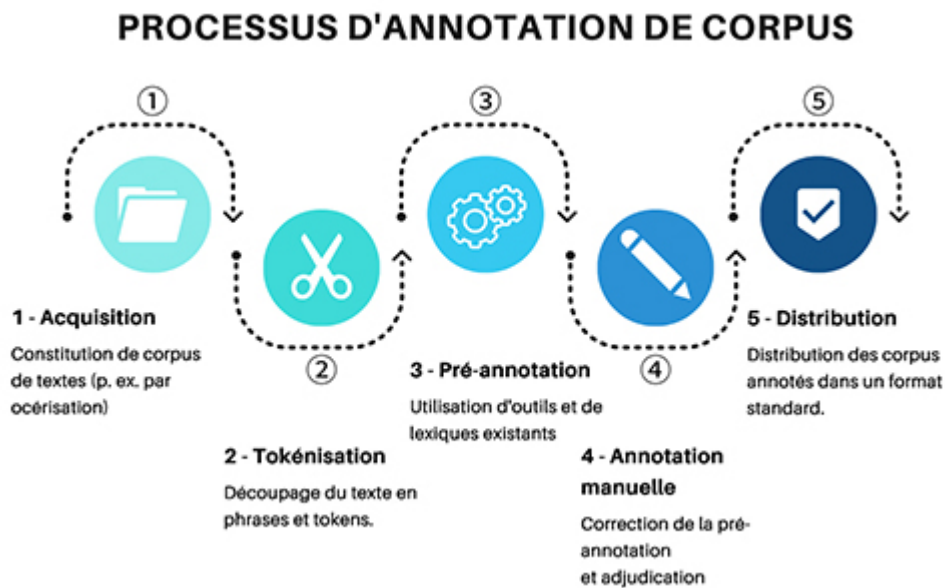 PROCESSUS D'ANNOTATION DE CORPUS
1
3
5
1 - Acquisition
Constitution de corpus
de textes (p. ex. par
océrisation)
2
2 - Tokénisation
Découpage du texte en
phrases et tokens.
3 - Pré-annotation
Utilisation d'outils et de
lexiques existants
4
4 - Annotation
manuelle
Correction de la pré-
annotation
et adjudication
5 - Distribution
Distribution des corpus
annotés dans un format
standard.